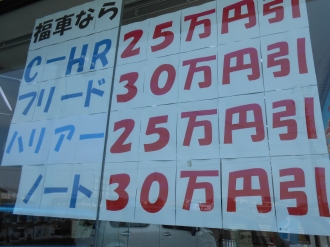 福車なら
C-HR 25万円引
フリード 30万円引
ハリアー 25万円引
ノート 30万円引